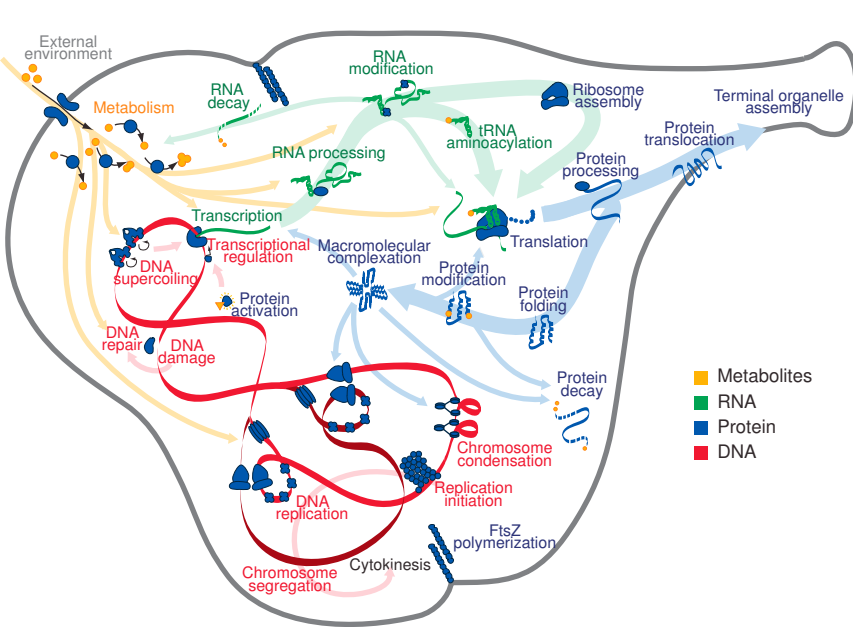 External
environment
Metabolism
RNA
decay
RNA
modification
Ribosome
assembly
Terminal organelle
assembly
tRNA
aminoacylation
Protein
translocation
RNA processing
Protein
processing
Transcription
Translation
Transcriptional
regulation
Macromolecular
complexation
DNA
supercoiling
Protein
modification
Protein
activation
Protein
folding
DNA
repair
DNA
damage
Protein
decay
Metabolites
RNA
Protein
DNA
Chromosome
condensation
Replication
initiation
DNA
replication
FtsZ
polymerization
Cytokinesis
Chromosome
segregation